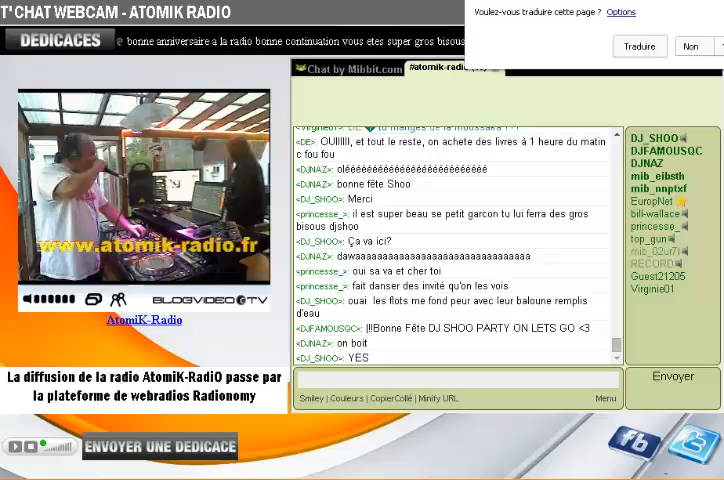 T' CHAT WEBCAM - ATOMIK RADIO
Voulez-vous traduire cette page ? Options
Traduire
Non
DEDICACES
bonne anniversaire a la radio bonne continuation vous etes super gros bisous
Chat by Mibbit.com
#atomik-radio
<DE> OUIIIIII, et tout le reste, on achete des livres à 1 heure du matin
c fou fou
<DJNAZ> oléééééééééééééééééééééééééé
<DJNAZ> bonne fête Shoo
<DJ_SHOO> Merci
<princesse_> il est super beau se petit garcon tu lui ferra des gros
bisous djshoo
<DJ_SHOO> Ça va ici?
<DJNAZ> dawaaaaaaaaaaaaaaaaaaaaaaaaaaaaa
<princesse_> oui sa va et cher toi
<princesse_> fait danser des invité qu'on les vois
<DJ_SHOO> ouai les flots me fond peur avec leur baloune remplis
d'eau
<DJFAMOUSQC> |!!Bonne Fête DJ SHOO PARTY ON LETS GO <3
<DJNAZ> on boit
<DJ_SHOO> YES
DJ_SHOO
DJFAMOUSQC
DJNAZ
mib_eibsth
mib_nnptxf
EuropNet
bill-wallace
princesse_
top_gun
mib_02ur7i
RECORD
Guest21205
Virginie01
www.atomik-radio.fr
BLOGVIDEO TV
AtomiK-Radio
La diffusion de la radio AtomiK-RadiO passe par
la plateforme de webradios Radionomy
Envoyer
Smiley | Couleurs | CopierCollé | Minify URL
Menu
ENVOYER UNE DEDICACE
fb